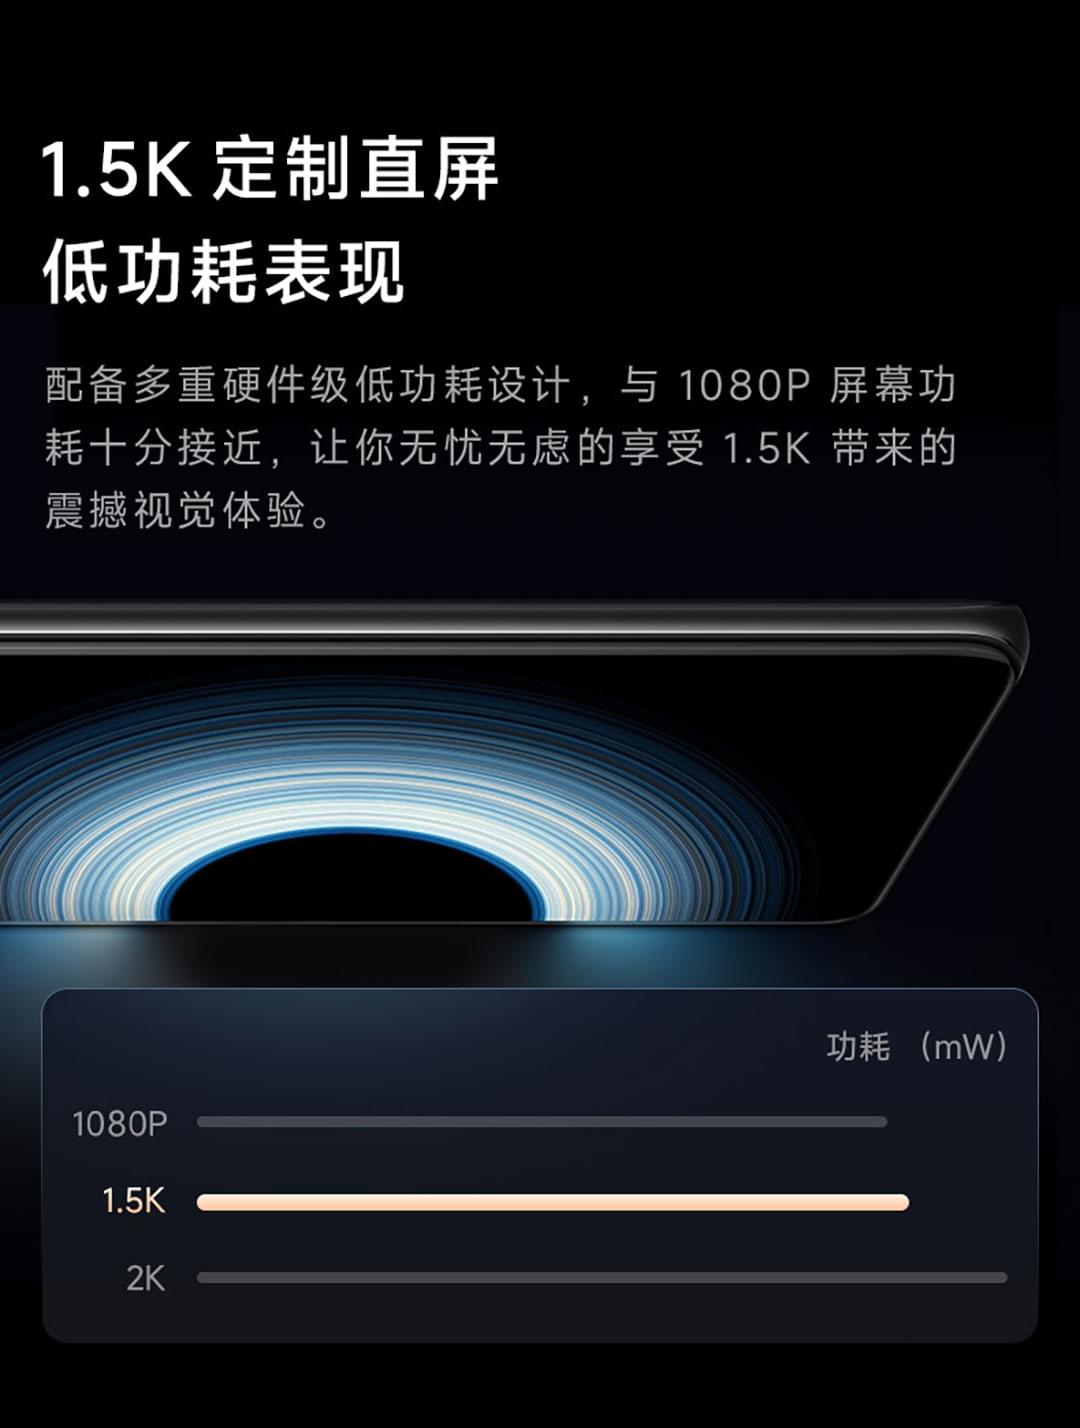 1.5K 定制直屏
低功耗表现
配备多重硬件级低功耗设计，与 1080P 屏幕功
耗十分接近，让你无忧无虑的享受 1.5K 带来的
震撼视觉体验。
功耗 （mW）
1080P
1.5K
2K